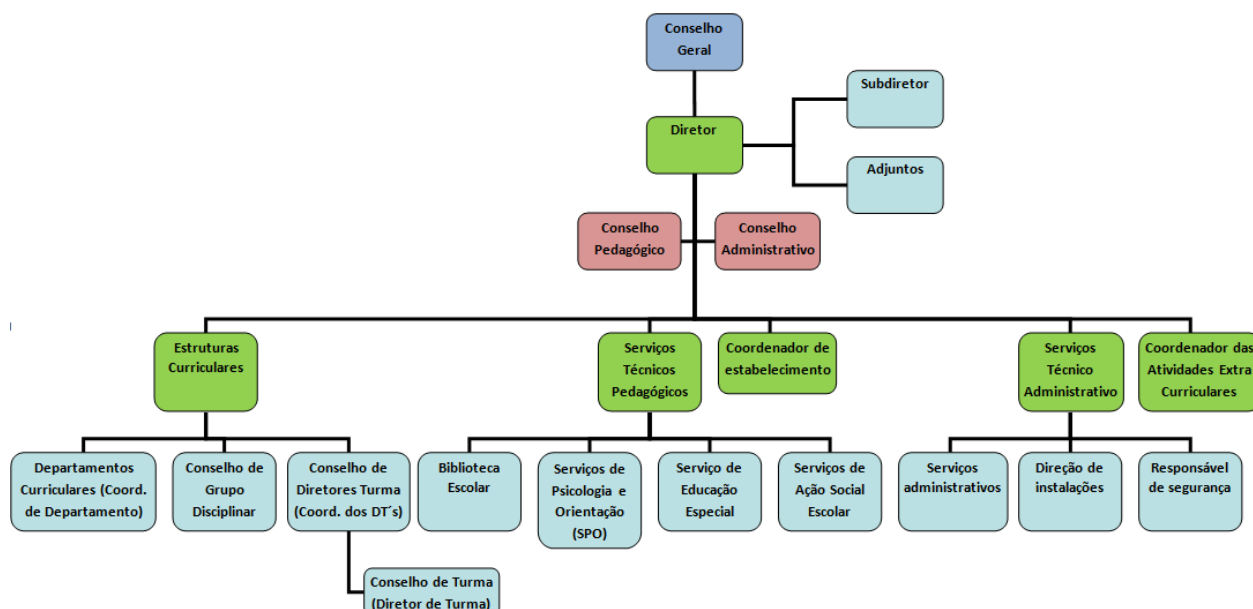 Conselho
Geral
Subdiretor
Diretor
Adjuntos
Conselho
Pedagógico
Conselho
Administrativo
Estruturas
Curriculares
Serviços
Técnicos
Pedagógicos
Coordenador de
estabelecimento
Serviços
Técnico
Administrativo
Coordenador das
Atividades Extra
Curriculares
Departamentos
Curriculares (Coord.
de Departamento)
Conselho de
Grupo
Disciplinar
Conselho de
Diretores Turma
(Coord. dos DT´s)
Biblioteca
Escolar
Serviços de
Psicologia e
Orientação
(SPO)
Serviço de
Educação
Especial
Serviços de
Ação Social
Escolar
Serviços
administrativos
Direção de
instalações
Responsável
de segurança
Conselho de Turma
(Diretor de Turma)